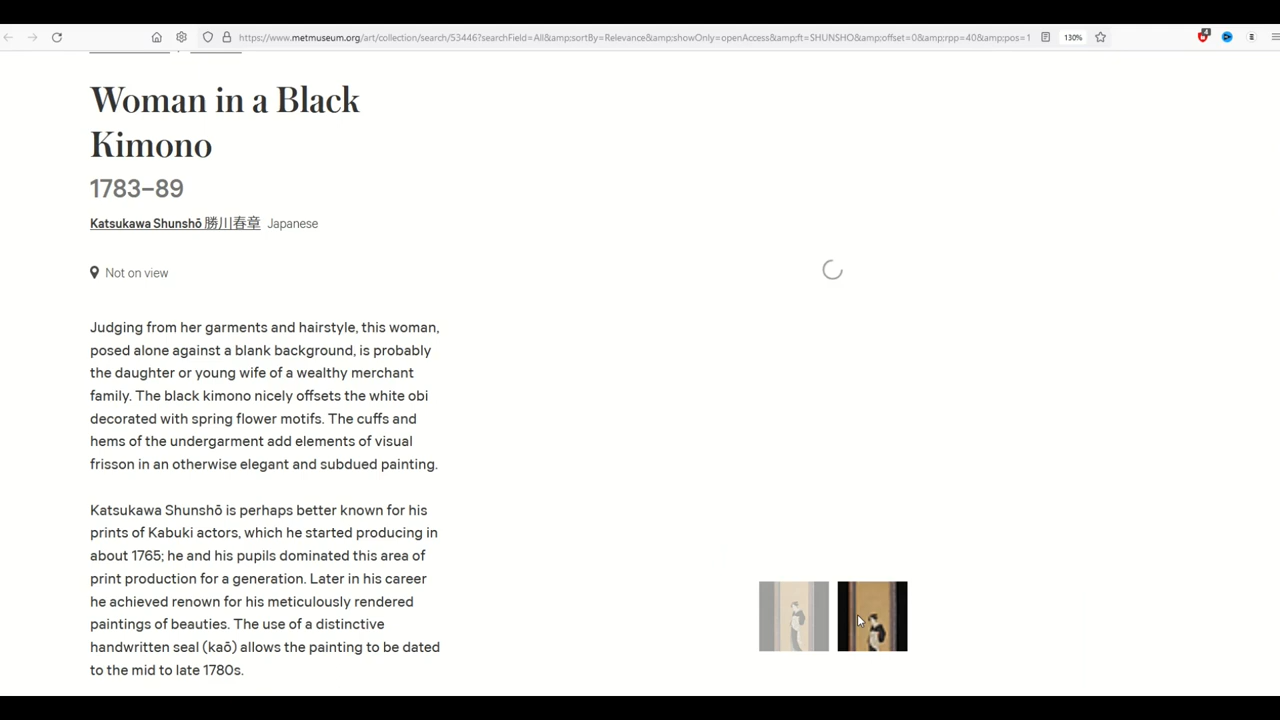 https://www.metmuseum.org/art/collection/search/53446?searchField=All&amp;sortBy=Relevance&amp;showOnly=openAccess&amp;ft=SHUNSHO&amp;offset=0&amp;rpp=40&amp;pos=1
130%
4
Woman in a Black
Kimono
1783–89
Katsukawa Shunshō 勝川春章 Japanese
Not on view
Judging from her garments and hairstyle, this woman,
posed alone against a blank background, is probably
the daughter or young wife of a wealthy merchant
family. The black kimono nicely offsets the white obi
decorated with spring flower motifs. The cuffs and
hems of the undergarment add elements of visual
frisson in an otherwise elegant and subdued painting.
Katsukawa Shunshō is perhaps better known for his
prints of Kabuki actors, which he started producing in
about 1765; he and his pupils dominated this area of
print production for a generation. Later in his career
he achieved renown for his meticulously rendered
paintings of beauties. The use of a distinctive
handwritten seal (kaō) allows the painting to be dated
to the mid to late 1780s.